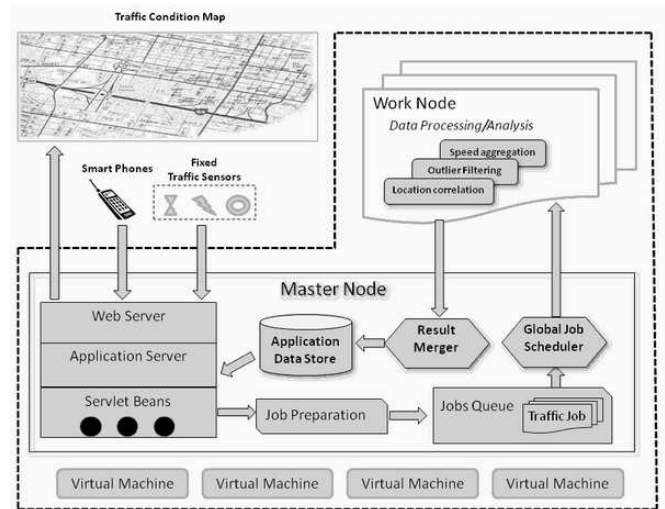 Traffic Condition Map
Smart Phones
Fixed
Traffic Sensors
Work Node
Data Processing/Analysis
Speed aggregation
Outlier Filtering
Location correlation
Master Node
Web Server
Application Server
Servlet Beans
Application
Data Store
Result
Merger
Global Job
Scheduler
Job Preparation
Jobs Queue
Traffic Job
Virtual Machine
Virtual Machine
Virtual Machine
Virtual Machine